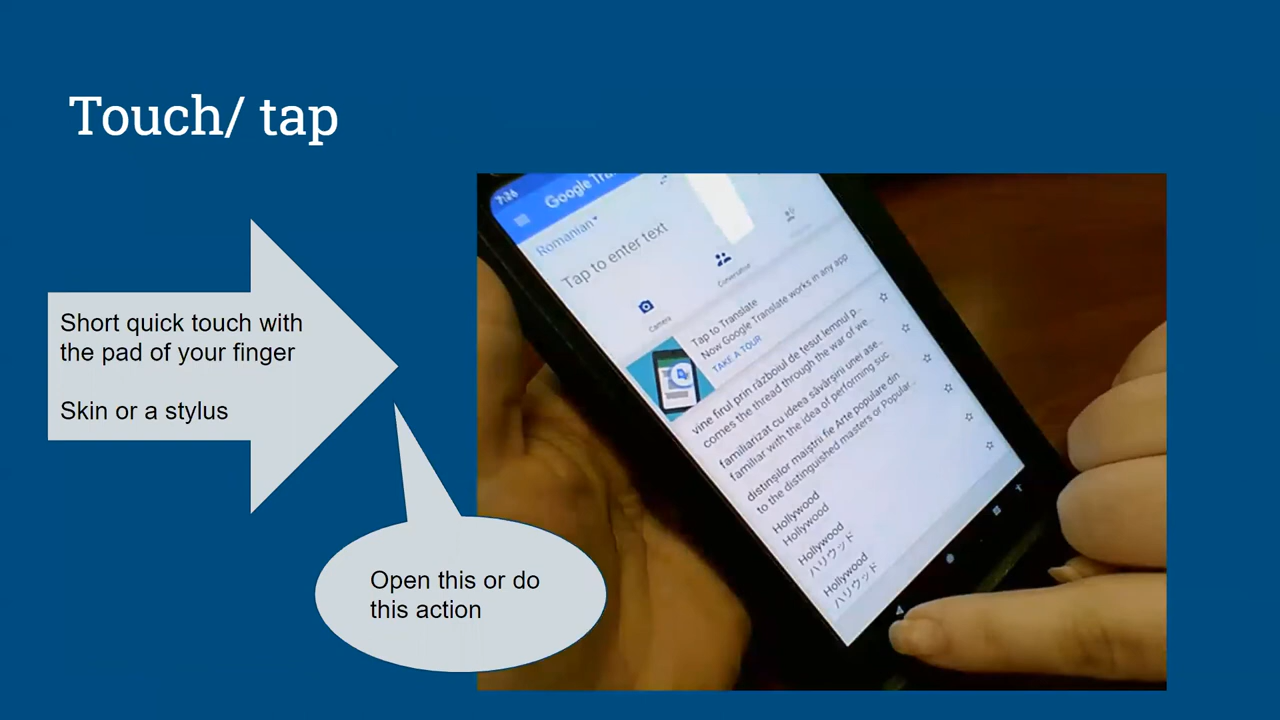 Touch/ tap
Short quick touch with
the pad of your finger
Skin or a stylus
Open this or do
this action
7:26
Google Tra
Romanian
Tap to enter text
Camera
Conversation
Tap to Translate
Now Google Translate works in any app
TAKE A TOUR
vine firul prin războiul de țesut lemnul p...
comes the thread through the war of we...
familiarizat cu ideea săvârșirii unei ase...
familiar with the idea of performing suc
distinșilor maiștrii fie Arte populare din
to the distinguished masters or Popular...
Hollywood
Hollywood
Hollywood
ハリウッド
Hollywood
ハリウッド